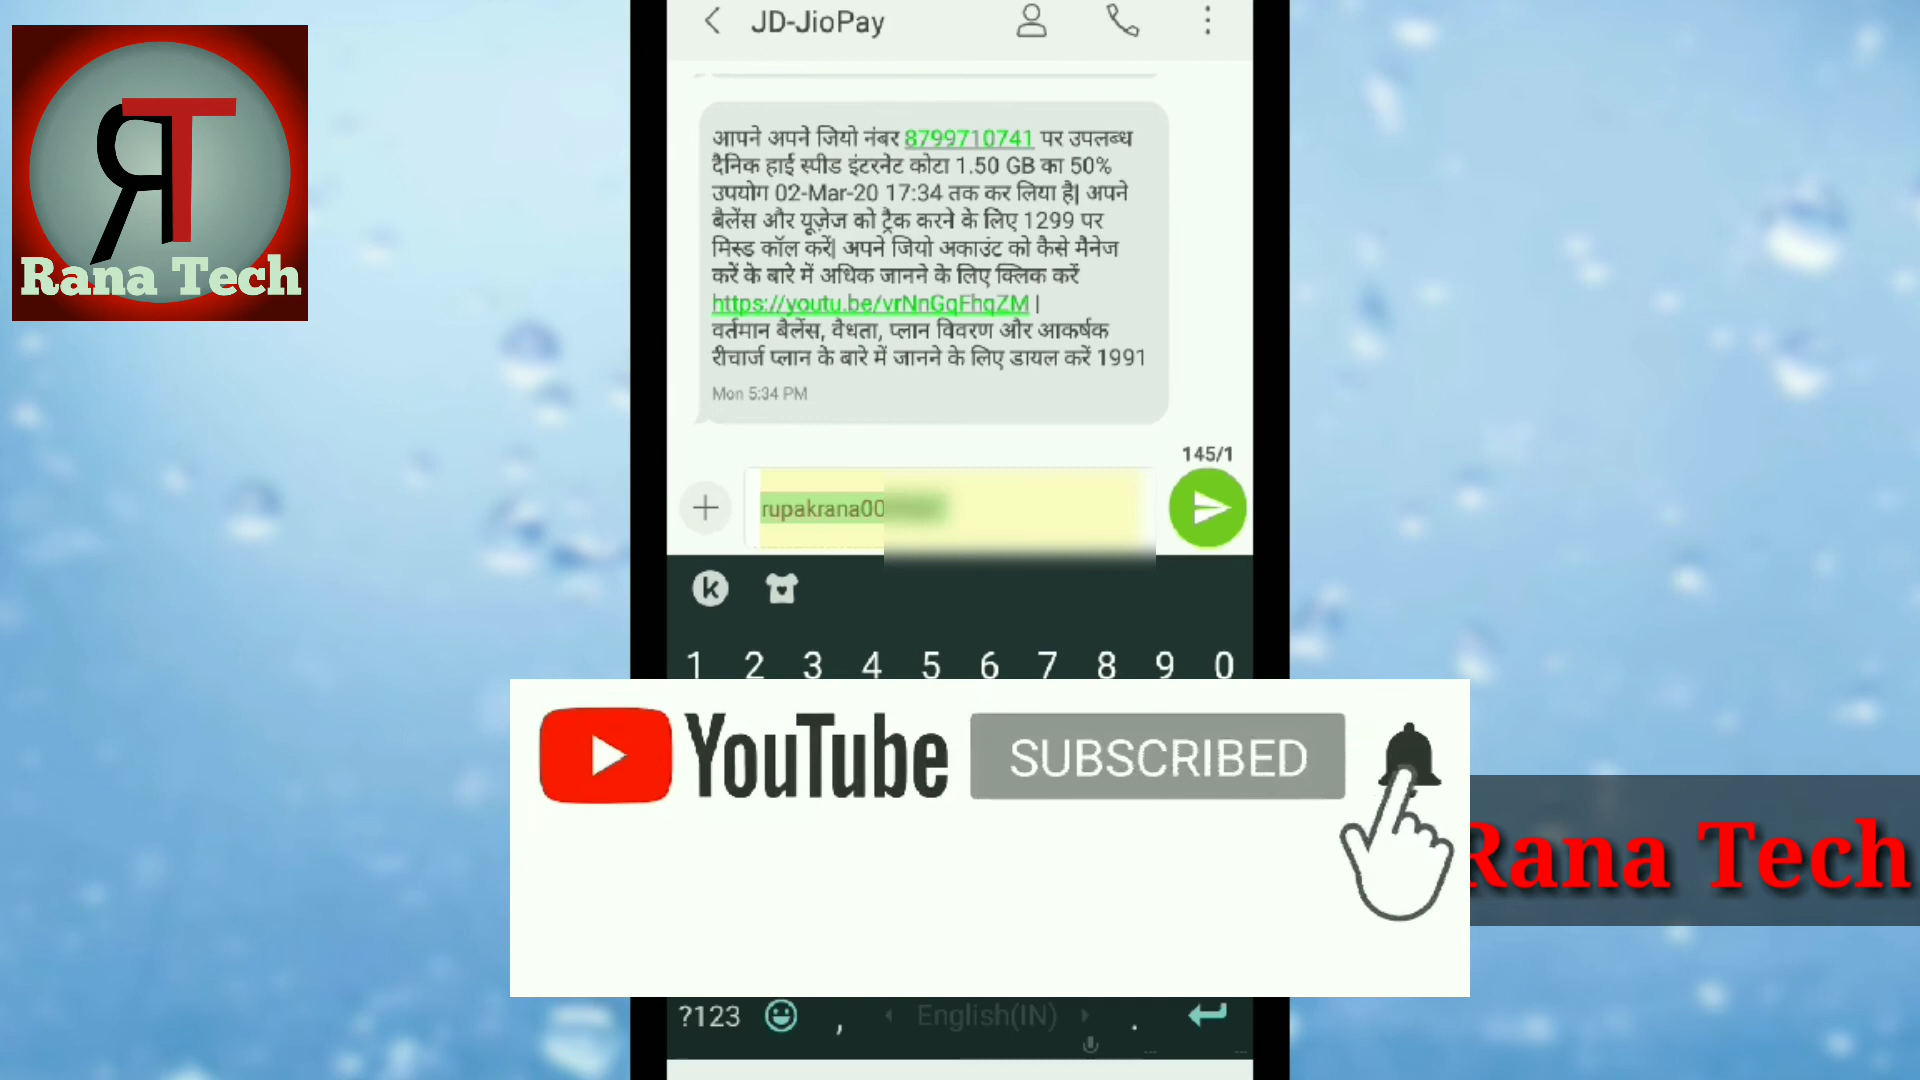 RT
Rana Tech
JD-JioPay
आपने अपने जियो नंबर 8799710741 पर उपलब्ध
दैनिक हाई स्पीड इंटरनेट कोटा 1.50 GB का 50%
उपयोग 02-Mar-20 17:34 तक कर लिया है| अपने
बैलेंस और यूज़ेज को ट्रैक करने के लिए 1299 पर
मिस्ड कॉल करें| अपने जियो अकाउंट को कैसे मैनेज
करें के बारे में अधिक जानने के लिए क्लिक करें
https://youtu.be/vrNnGqFhqZM |
वर्तमान बैलेंस, वैधता, प्लान विवरण और आकर्षक
रीचार्ज प्लान के बारे में जानने के लिए डायल करें 1991
Mon 5:34 PM
145/1
rupakrana00
k
1 2 3 4 5 6 7 8 9 0
YouTube SUBSCRIBED
Rana Tech
?123 , English(IN) .